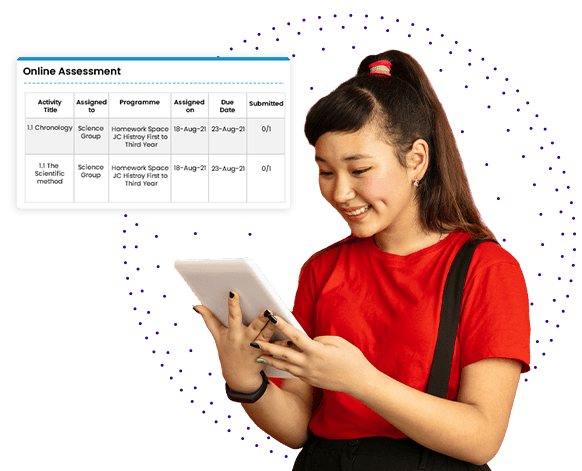 Online Assessment
Activity Title
Assigned to
Programme
Assigned on
Due Date
Submitted
1.1 Chronology
Science Group
Homework Space JC Histroy First to Third Year
18-Aug-21
23-Aug-21
0/1
1.1 The Scientific method
Science Group
Homework Space JC Histroy First to Third Year
18-Aug-21
23-Aug-21
0/1